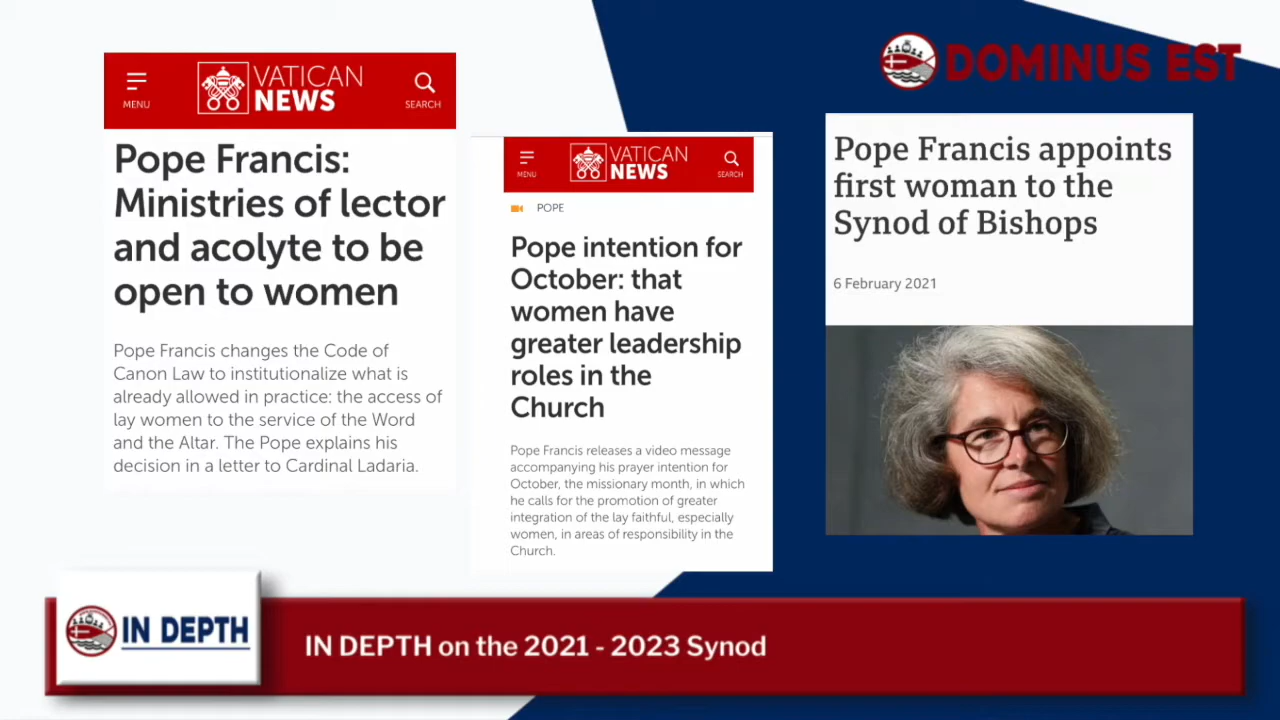 DOMINUS EST
MENU
VATICAN
NEWS
SEARCH
Pope Francis:
Ministries of lector
and acolyte to be
open to women
Pope Francis changes the Code of
Canon Law to institutionalize what is
already allowed in practice: the access of
lay women to the service of the Word
and the Altar. The Pope explains his
decision in a letter to Cardinal Ladaria.
MENU
VATICAN
NEWS
SEARCH
POPE
Pope intention for
October: that
women have
greater leadership
roles in the
Church
Pope Francis releases a video message
accompanying his prayer intention for
October, the missionary month, in which
he calls for the promotion of greater
integration of the lay faithful, especially
women, in areas of responsibility in the
Church.
Pope Francis appoints
first woman to the
Synod of Bishops
6 February 2021
IN DEPTH
IN DEPTH on the 2021 - 2023 Synod